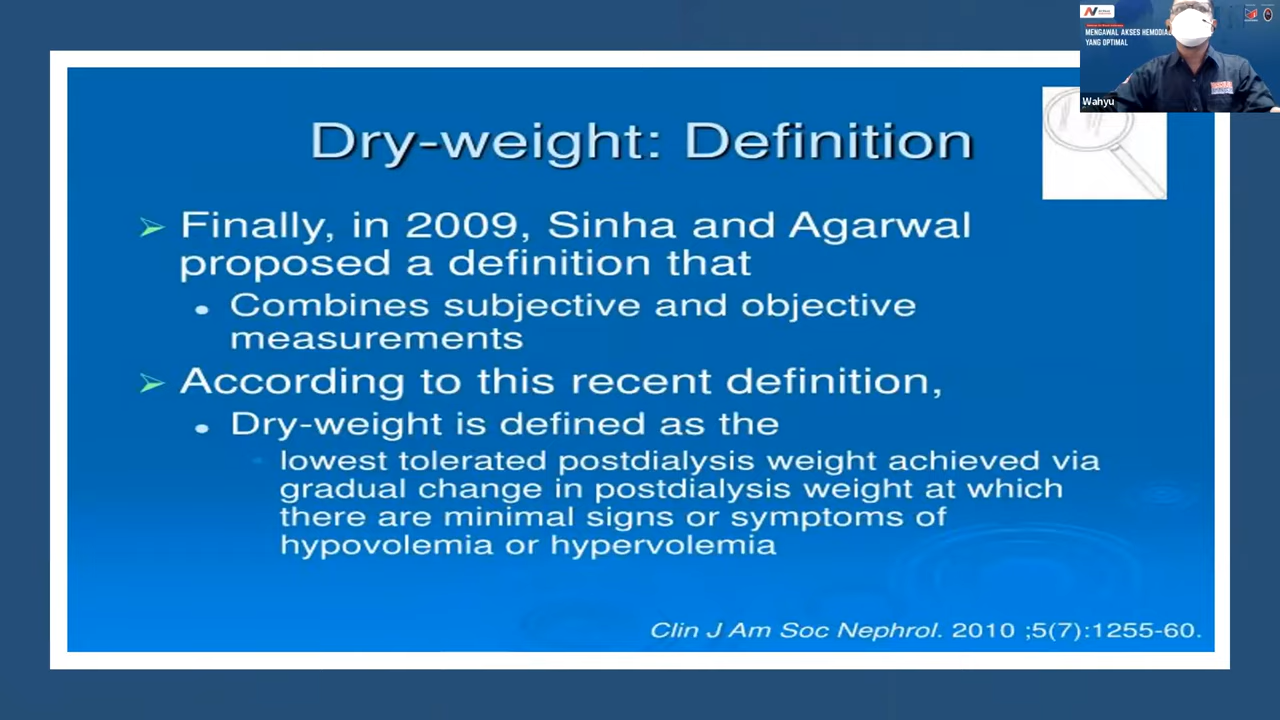 Dry-weight: Definition
Finally, in 2009, Sinha and Agarwal
proposed a definition that
Combines subjective and objective
measurements
According to this recent definition,
Dry-weight is defined as the
lowest tolerated postdialysis weight achieved via
gradual change in postdialysis weight at which
there are minimal signs or symptoms of
hypovolemia or hypervolemia
Clin J Am Soc Nephrol. 2010 ;5(7):1255-60.
MENGAWAL AKSES
YANG OPTIMAL
Wahyu